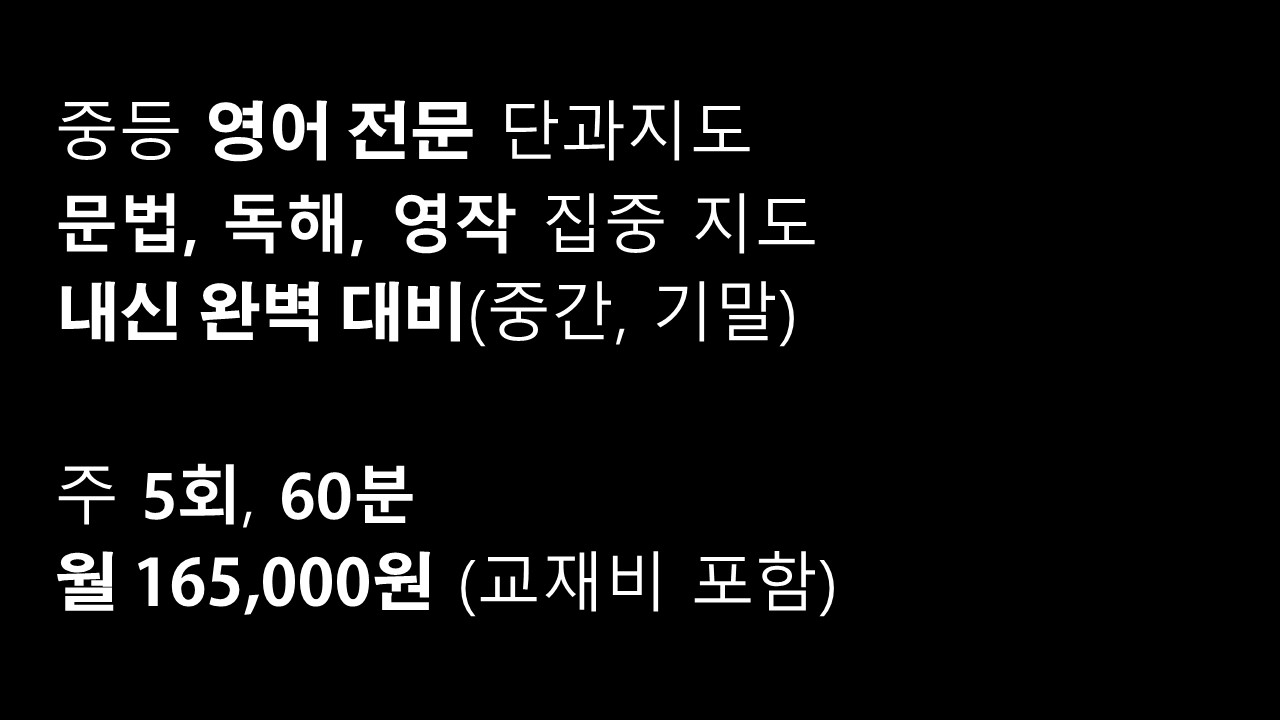 중등 영어 전문 단과지도
문법, 독해, 영작 집중 지도
내신 완벽 대비(중간, 기말)
주 5회, 60분
월 165,000원 (교재비 포함)